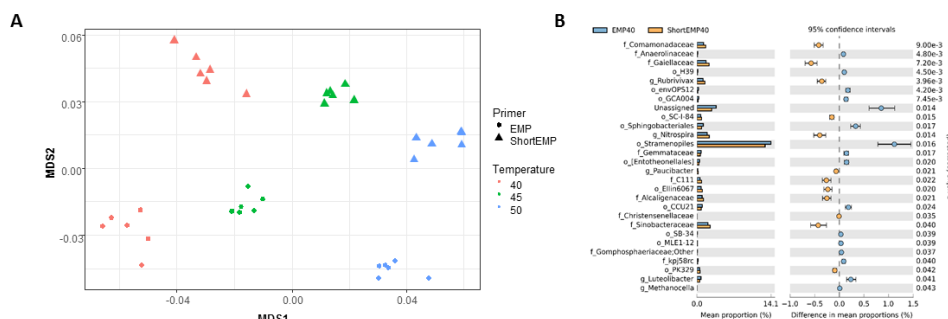 A
0.06
0.03
0.00
-0.03
MDS2
-0.04
0.00
0.04
MDS1
Primer
EMP
ShortEMP
Temperature
40
45
50
B
EMP40
ShortEMP40
95% confidence intervals
f_Comamonadaceae 9.00e-3
f_Anaerolinaceae 4.80e-3
f_Gaiellaceae 7.20e-3
o_H39 4.50e-3
g_Rubrivivax 3.96e-3
o_envOPS12 4.20e-3
o_GCA004 7.45e-3
Unassigned 0.014
o_SC-I-84 0.015
o_Sphingobacteriales 0.017
g_Nitrospira 0.014
o_Stramenopiles 0.016
f_Gemmataceae 0.017
o_[Entotheonellales] 0.020
g_Paucibacter 0.021
f_C111 0.022
o_Ellin6067 0.020
f_Alcaligenaceae 0.021
o_CCU21 0.024
f_Christensenellaceae 0.035
f_Sinobacteraceae 0.040
o_SB-34 0.039
o_MLE1-12 0.039
f_Gomphosphaeriaceae;Other 0.037
f_kpj58rc 0.040
o_PK329 0.042
g_Luteolibacter 0.041
g_Methanocella 0.043
0.0 14.1
Mean proportion (%)
-1.0 -0.5 0.0 0.5 1.0 1.5
Difference in mean proportions (%)